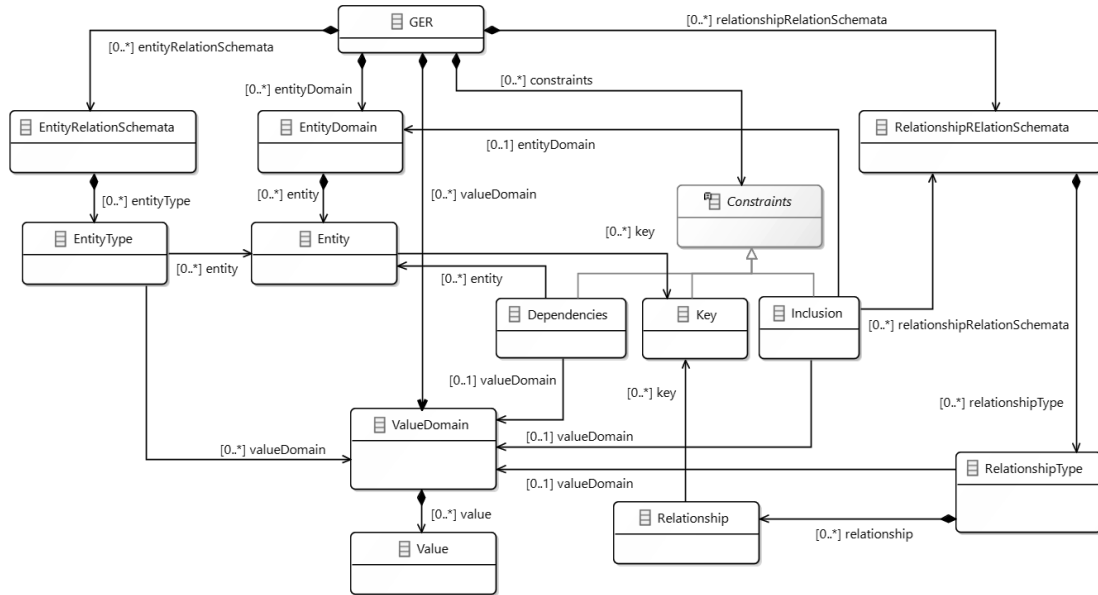 GER
[0..*] relationshipRelationSchemata
[0..*] entityRelationSchemata
[0..*] constraints
[0..*] entityDomain
EntityRelationSchemata
EntityDomain
RelationshipRElationSchemata
[0..1] entityDomain
[0..*] entityType
[0..*] entity
[0..*] valueDomain
Constraints
EntityType
Entity
[0..*] key
[0..*] entity
[0..*] entity
Dependencies
Key
Inclusion
[0..*] relationshipRelationSchemata
[0..1] valueDomain
[0..*] key
[0..*] relationshipType
ValueDomain
[0..1] valueDomain
[0..*] valueDomain
RelationshipType
[0..1] valueDomain
[0..*] value
Relationship
[0..*] relationship
Value